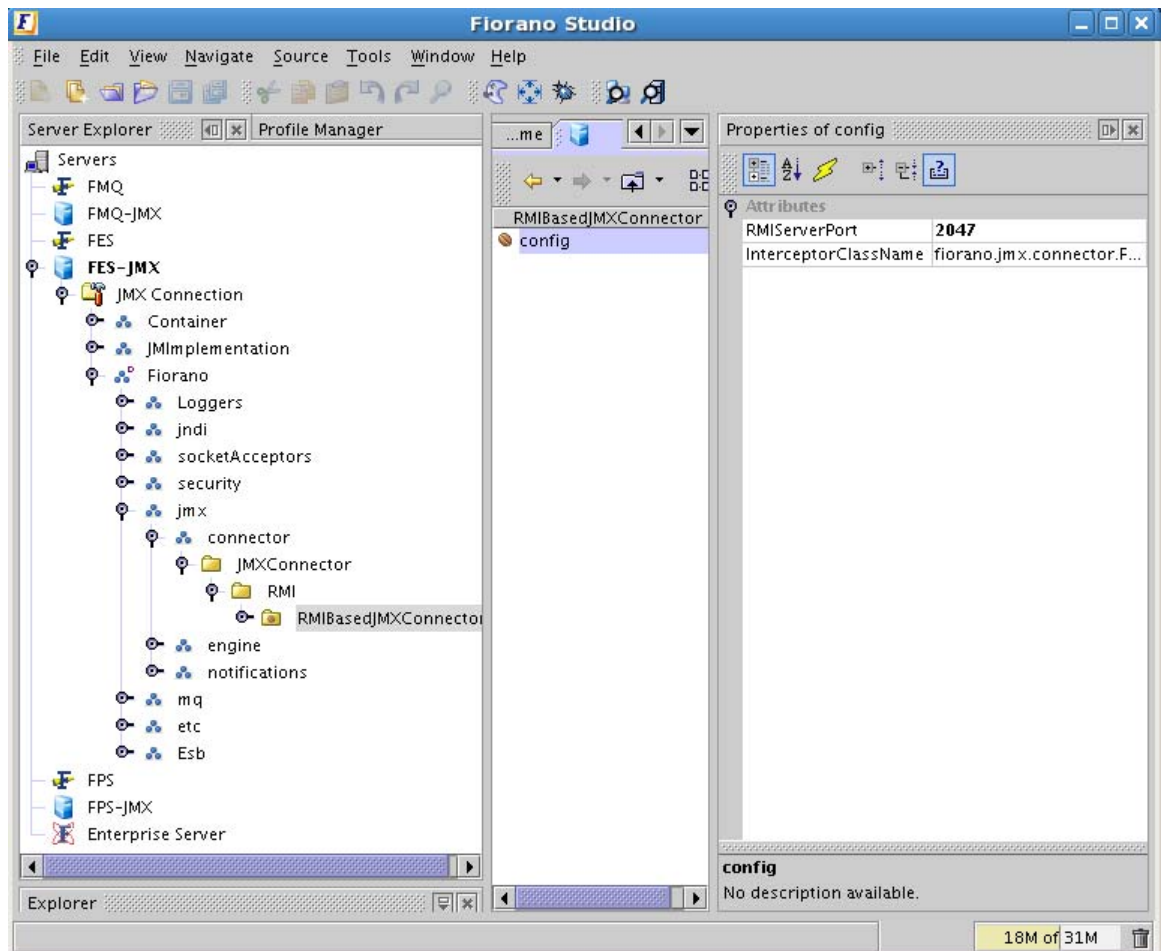 Fiorano Studio
File Edit View Navigate Source Tools Window Help
Server Explorer
Profile Manager
Servers
FMQ
FMQ-JMX
FES
FES-JMX
JMX Connection
Container
JMImplementation
Fiorano
Loggers
jndi
socketAcceptors
security
jmx
connector
JMXConnector
RMI
RMIBasedJMXConnector
engine
notifications
mq
etc
Esb
FPS
FPS-JMX
Enterprise Server
Explorer
...me
RMIBasedJMXConnector
config
Properties of config
Attributes
RMIServerPort 2047
InterceptorClassName fiorano.jmx.connector.F...
config
No description available.
18M of 31M